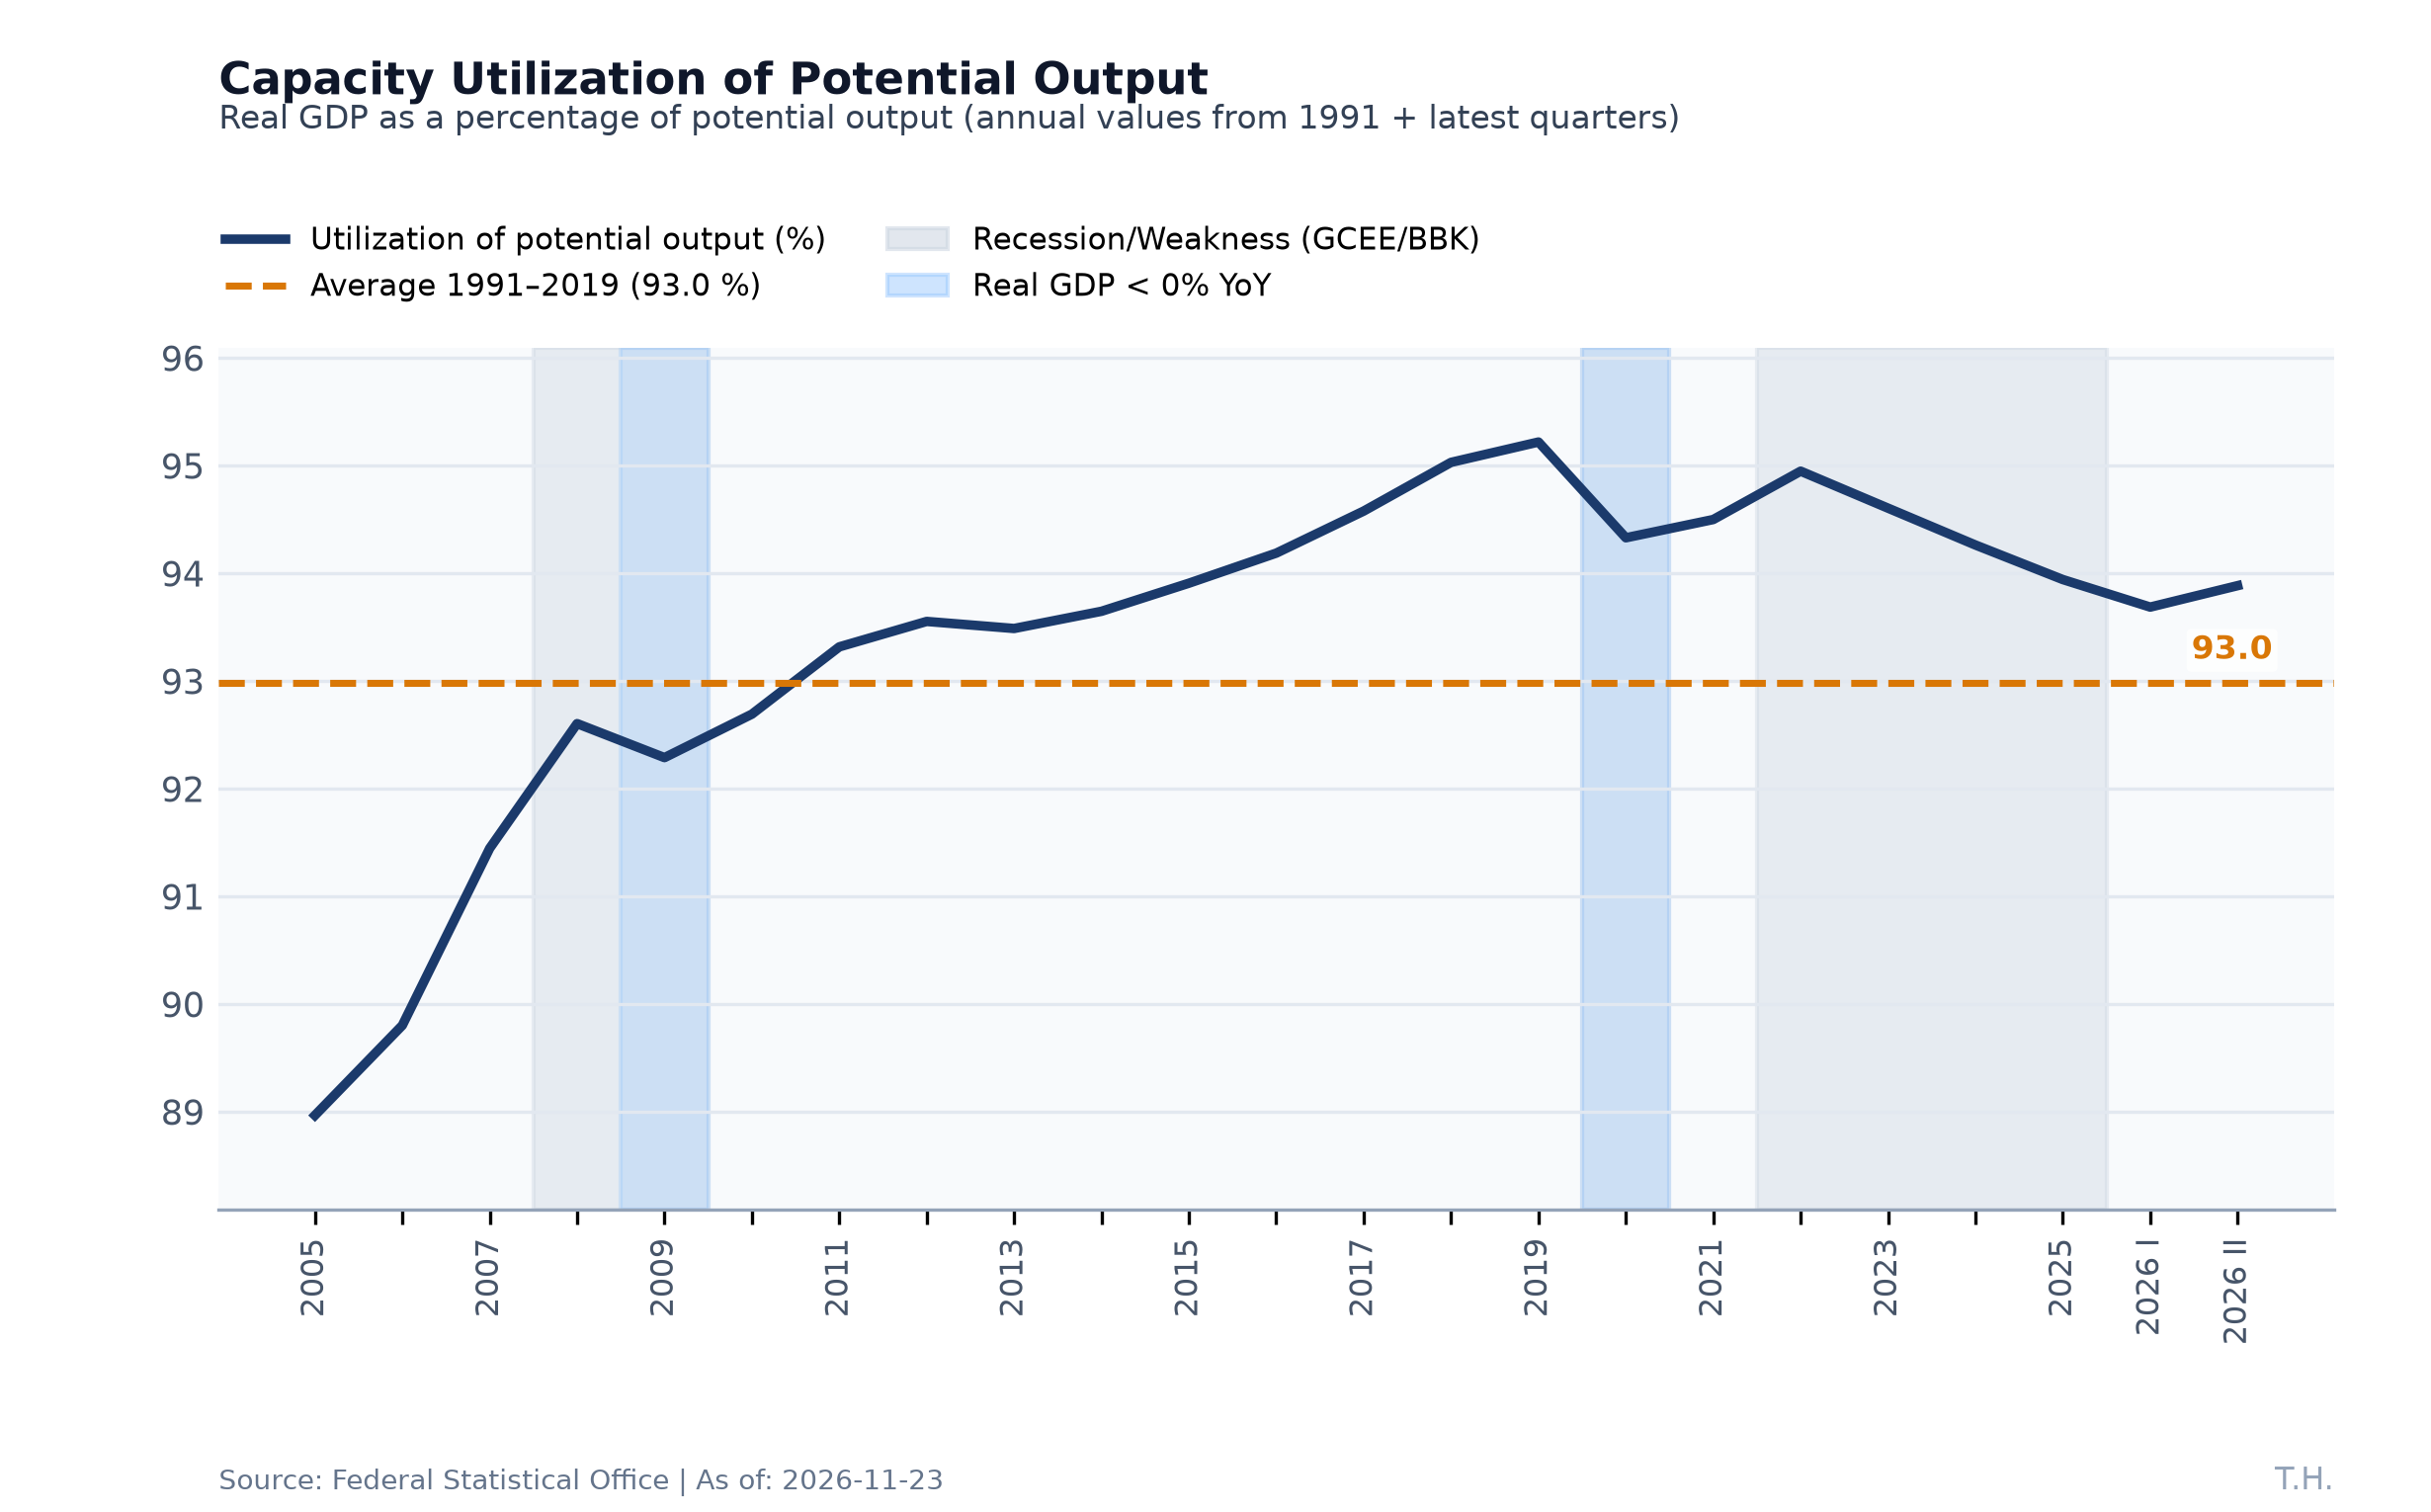 Capacity Utilization of Potential Output
Real GDP as a percentage of potential output (annual values from 1991 + latest quarters)
Utilization of potential output (%)
Average 1991–2019 (93.0 %)
Recession/Weakness (GCEE/BBK)
Real GDP < 0% YoY
96
95
94
93
92
91
90
89
93.0
2005
2007
2009
2011
2013
2015
2017
2019
2021
2023
2025
2026 I
2026 II
Source: Federal Statistical Office | As of: 2026-11-23
T.H.